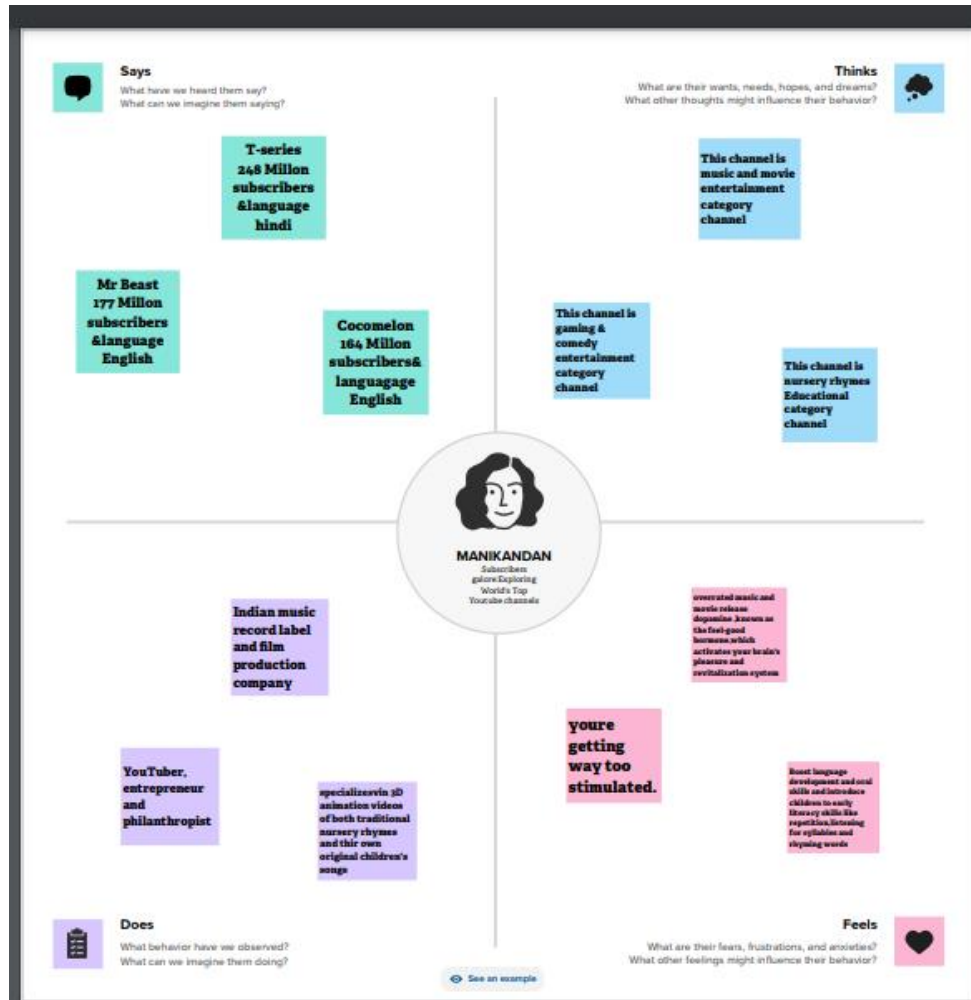 Says
What have we heard them say?
What can we imagine them saying?
Thinks
What are their wants, needs, hopes, and dreams?
What other thoughts might influence their behavior?
T-series
248 Millon
subscribers
&language
hindi
Mr Beast
177 Millon
subscribers
&language
English
Cocomelon
164 Millon
subscribers&
languagage
English
This channel is
music and movie
entertainment
category
channel
This channel is
gaming &
comedy
entertainment
category
channel
This channel is
nursery rhymes
Educational
category
channel
MANIKANDAN
Subscribers
galore:Exploring
World's Top
Youtube channels
Indian music
record label
and film
production
company
YouTuber,
entrepreneur
and
philanthropist
specializesvin 3D
animation videos
of both traditional
nursery rhymes
and thir own
original children's
songs
overrated music and
movie release
dopamine ,known as
the feel-good
hormone,which
activates your brain's
pleasure and
revitalization system
youre
getting
way too
stimulated.
Boost language
development and oral
skills and introduce
children to early
literacy skills like
repetition,listening
for syllables and
rhyming words
Does
What behavior have we observed?
What can we imagine them doing?
Feels
What are their fears, frustrations, and anxieties?
What other feelings might influence their behavior?
See an example